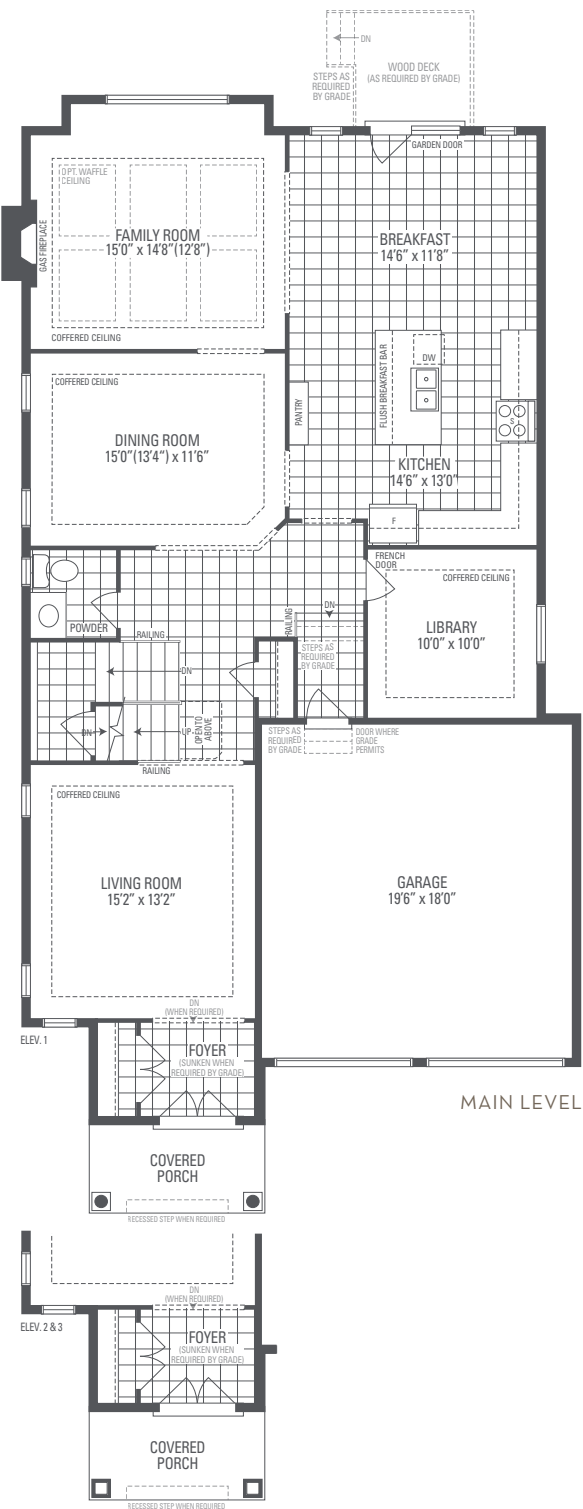 DN
WOOD DECK
(AS REQUIRED BY GRADE)
STEPS AS
REQUIRED
BY GRADE
GARDEN DOOR
OPT. WAFFLE
CEILING
GAS FIREPLACE
FAMILY ROOM
15'0" x 14'8"(12'8")
COFFERED CEILING
BREAKFAST
14'6" x 11'8"
DW
FLUSH BREAKFAST BAR
S
PANTRY
KITCHEN
14'6" x 13'0"
F
COFFERED CEILING
DINING ROOM
15'0"(13'4") x 11'6"
FRENCH
DOOR
COFFERED CEILING
LIBRARY
10'0" x 10'0"
POWDER
RAILING
DN
RAILING
DN
STEPS AS
REQUIRED
BY GRADE
DN
UP
OPEN TO
ABOVE
RAILING
STEPS AS
REQUIRED
BY GRADE
DOOR WHERE
GRADE
PERMITS
COFFERED CEILING
LIVING ROOM
15'2" x 13'2"
GARAGE
19'6" x 18'0"
DN
(WHEN REQUIRED)
ELEV. 1
FOYER
(SUNKEN WHEN
REQUIRED BY GRADE)
MAIN LEVEL
COVERED
PORCH
RECESSED STEP WHEN REQUIRED
DN
(WHEN REQUIRED)
ELEV. 2 & 3
FOYER
(SUNKEN WHEN
REQUIRED BY GRADE)
COVERED
PORCH
RECESSED STEP WHEN REQUIRED